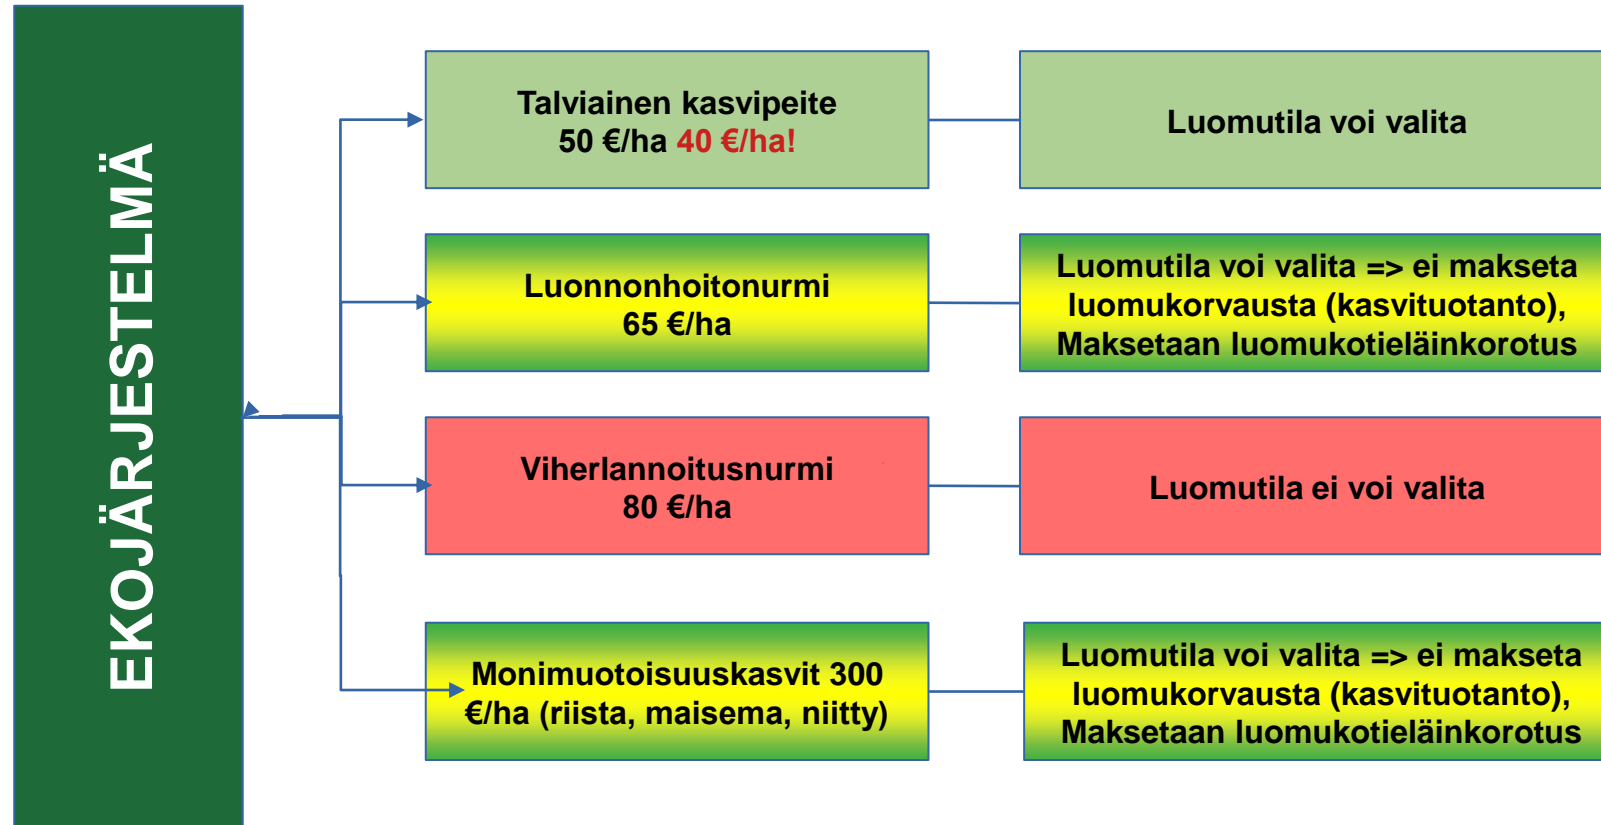 EKOJÄRJESTELMÄ
Talviainen kasvipeite
50 €/ha 40 €/ha!
Luomutila voi valita
Luonnonhoitonurmi
65 €/ha
Luomutila voi valita => ei makseta
luomukorvausta (kasvituotanto),
Maksetaan luomukotieläinkorotus
Viherlannoitusnurmi
80 €/ha
Luomutila ei voi valita
Monimuotoisuuskasvit 300
€/ha (riista, maisema, niitty)
Luomutila voi valita => ei makseta
luomukorvausta (kasvituotanto),
Maksetaan luomukotieläinkorotus